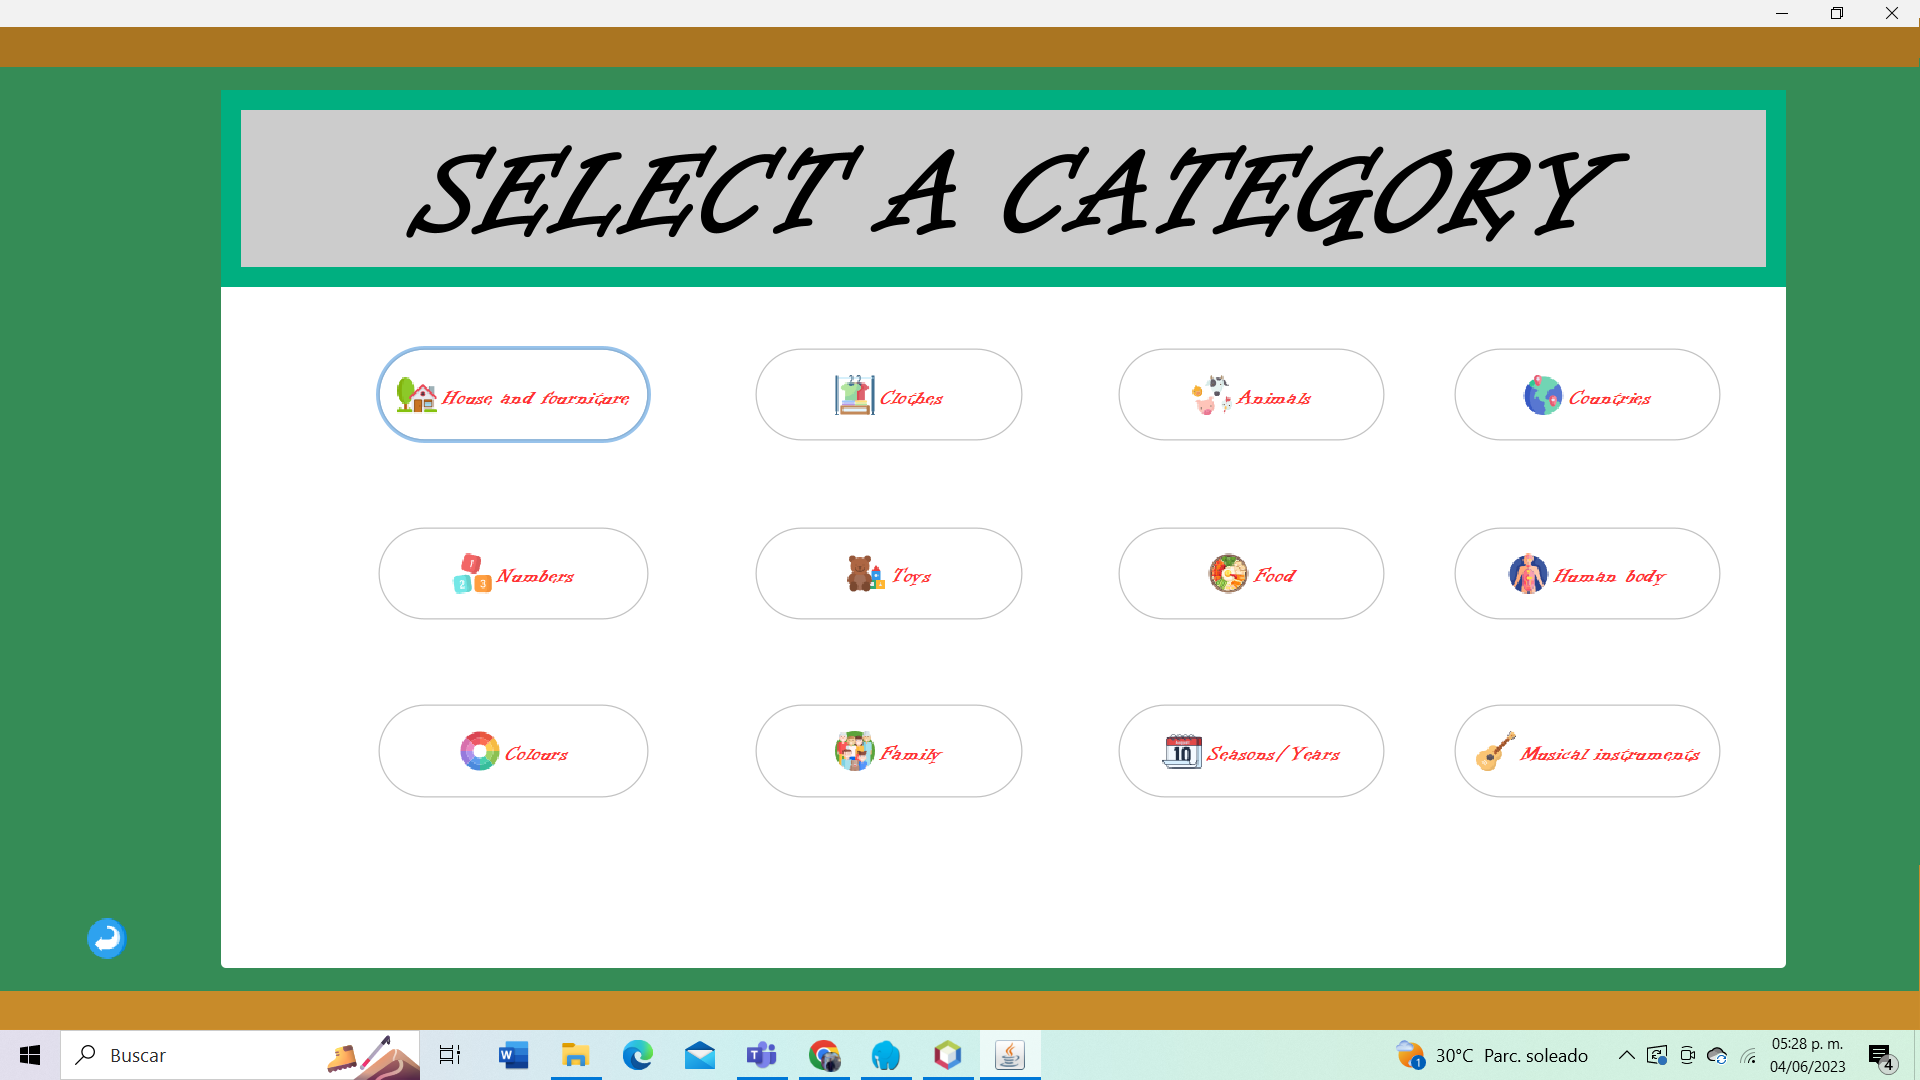 SELECT A CATEGORY
House and fourniture
Clothes
Animals
Countries
Numbers
Toys
Food
Human body
Colours
Family
Seasons/Years
Musical instruments
Buscar
30°C Parc. soleado
05:28 p. m.
04/06/2023
4